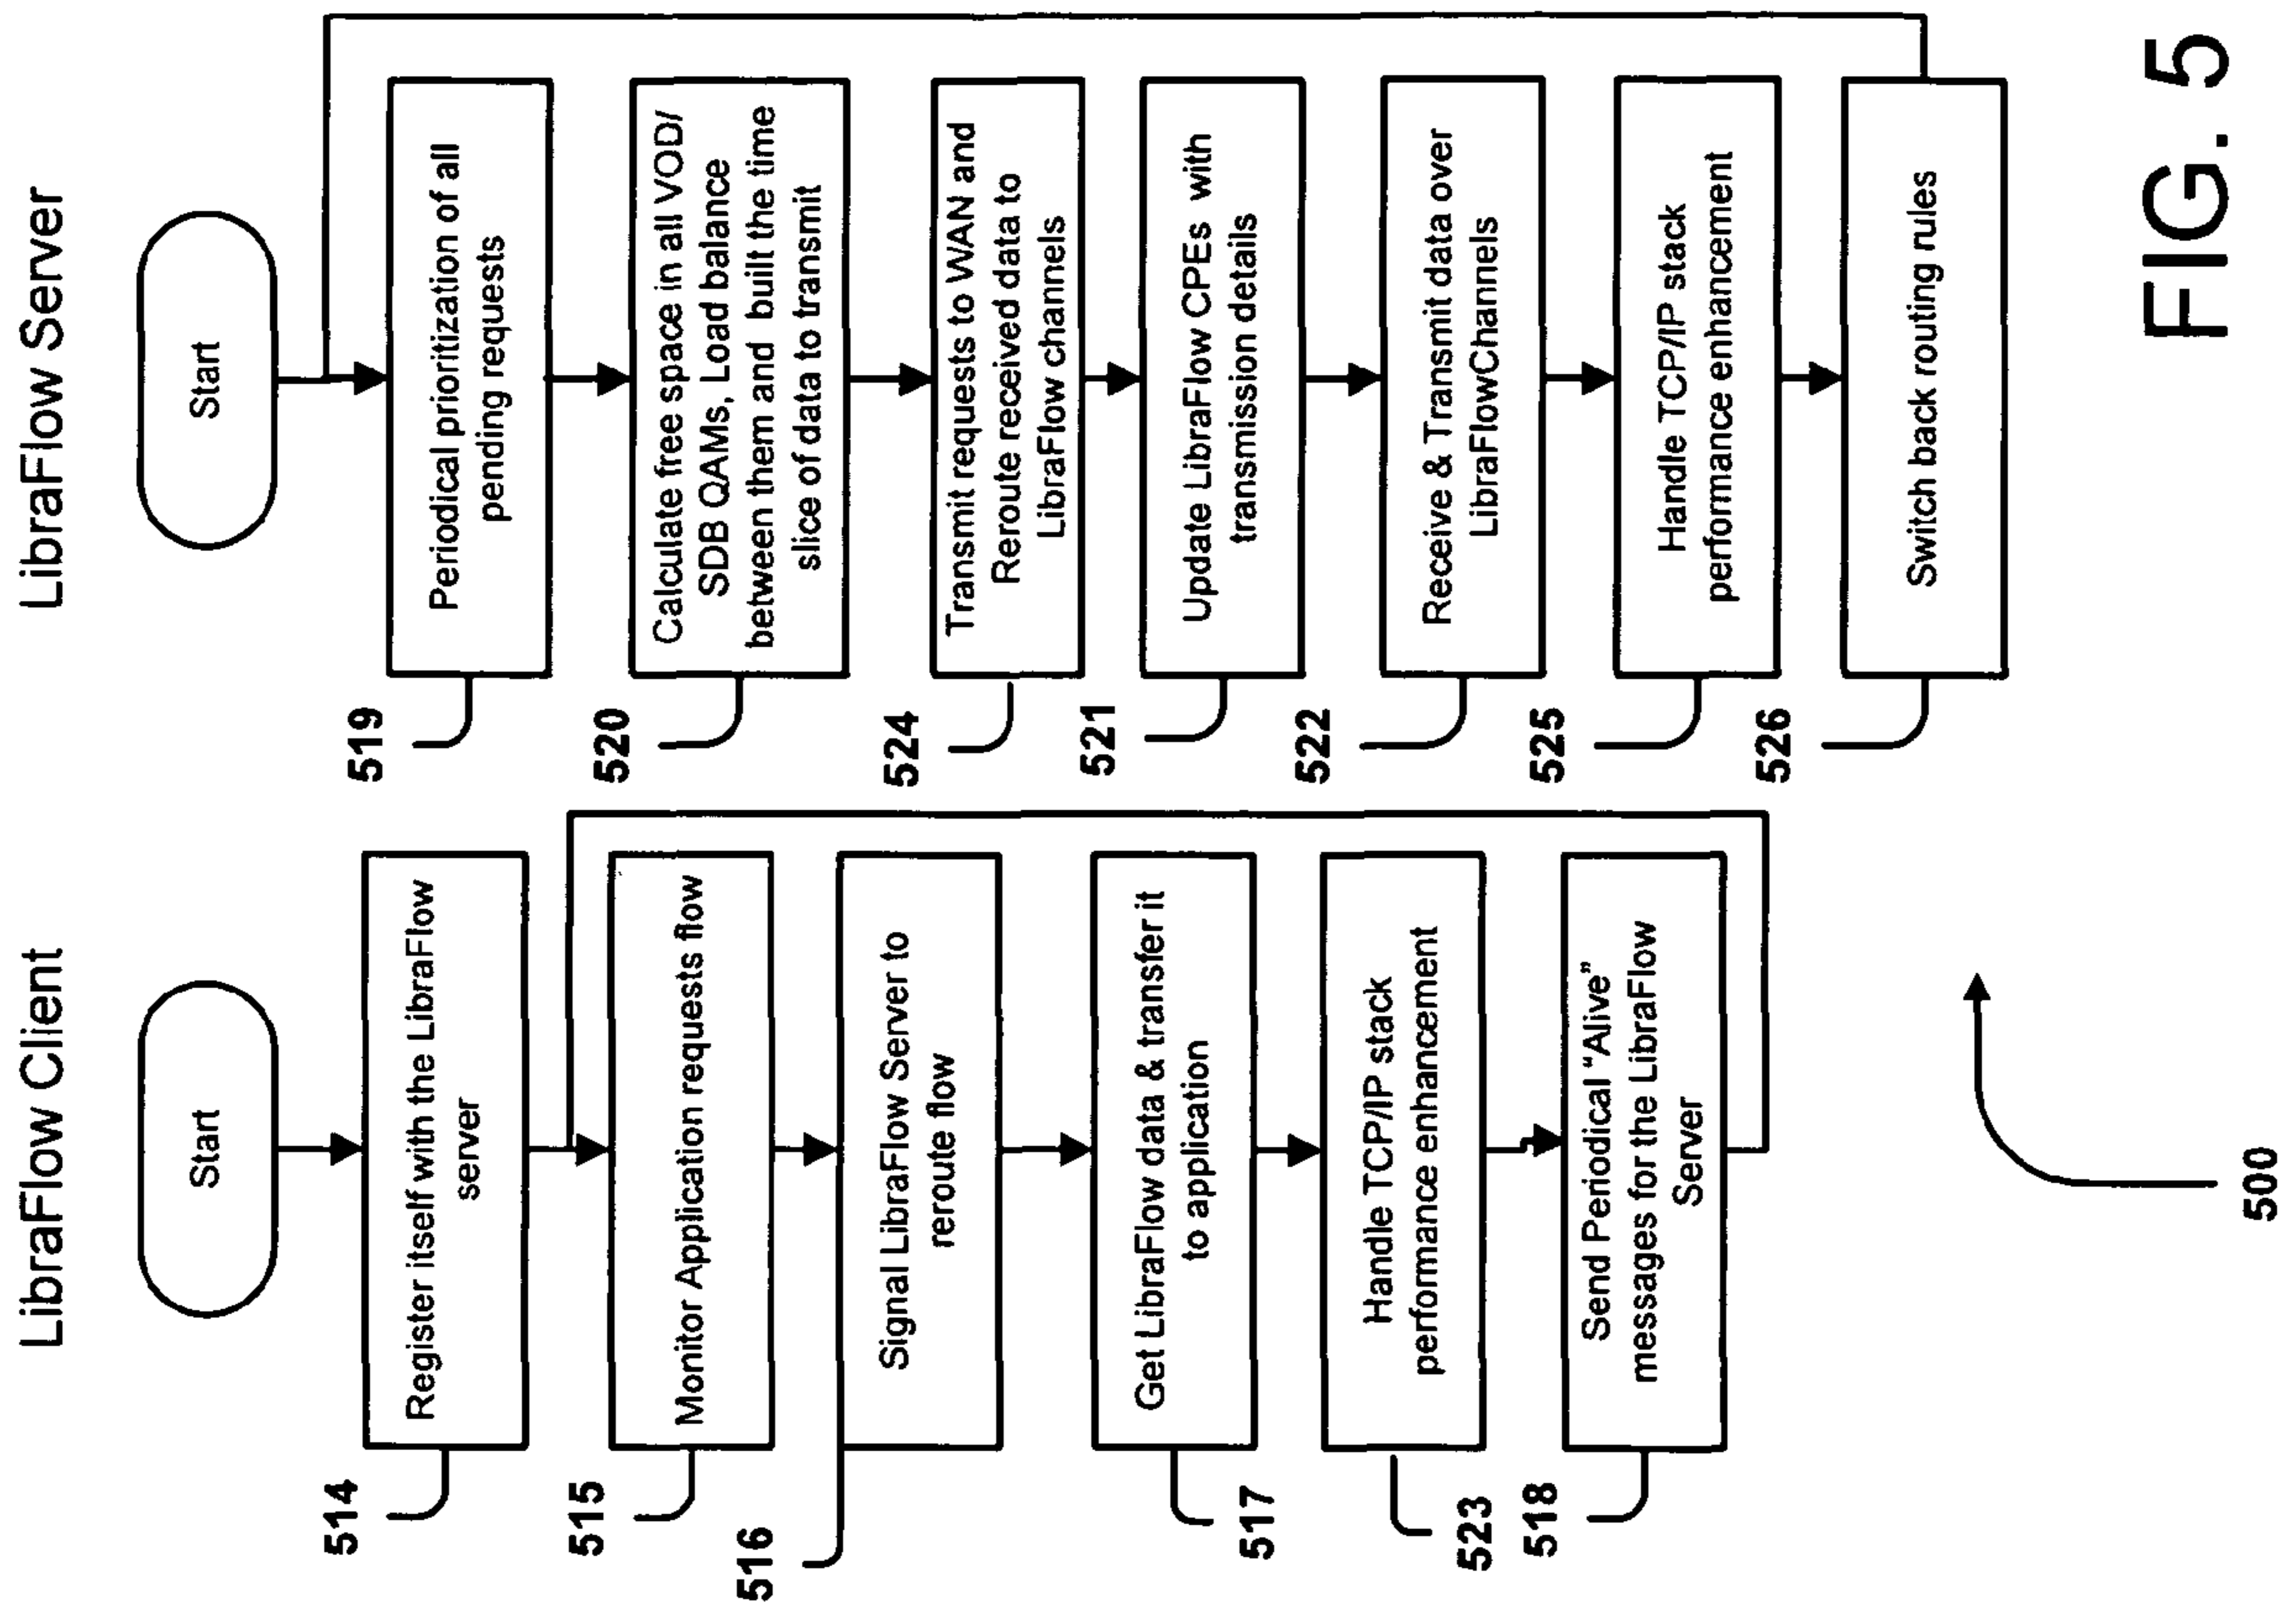 LibraFlow Client
Start
514
Register itself with the LibraFlow
server
515
Monitor Application requests flow
516
Signal LibraFlow Server to
reroute flow
517
Get LibraFlow data & transfer it
to application
523
Handle TCP/IP stack
performance enhancement
518
Send Periodical “Alive”
messages for the LibraFlow
Server
500
LibraFlow Server
Start
519
Periodical prioritization of all
pending requests
520
Calculate free space in all VOD/
SDB QAMs, Load balance
between them and built the time
slice of data to transmit
524
Transmit requests to WAN and
Reroute received data to
LibraFlow channels
521
Update LibraFlow CPEs with
transmission details
522
Receive & Transmit data over
LibraFlowChannels
525
Handle TCP/IP stack
performance enhancement
526
Switch back routing rules
FIG. 5